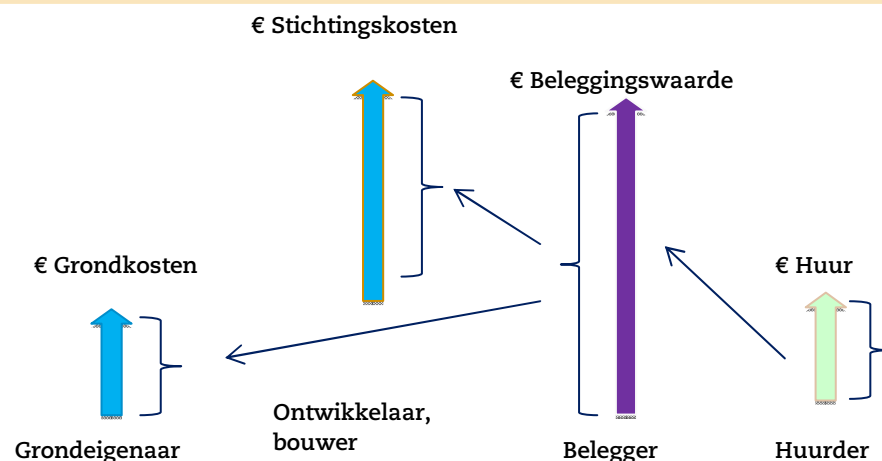 € Stichtingskosten
€ Beleggingswaarde
€ Grondkosten
€ Huur
Ontwikkelaar,
bouwer
Grondeigenaar
Belegger
Huurder